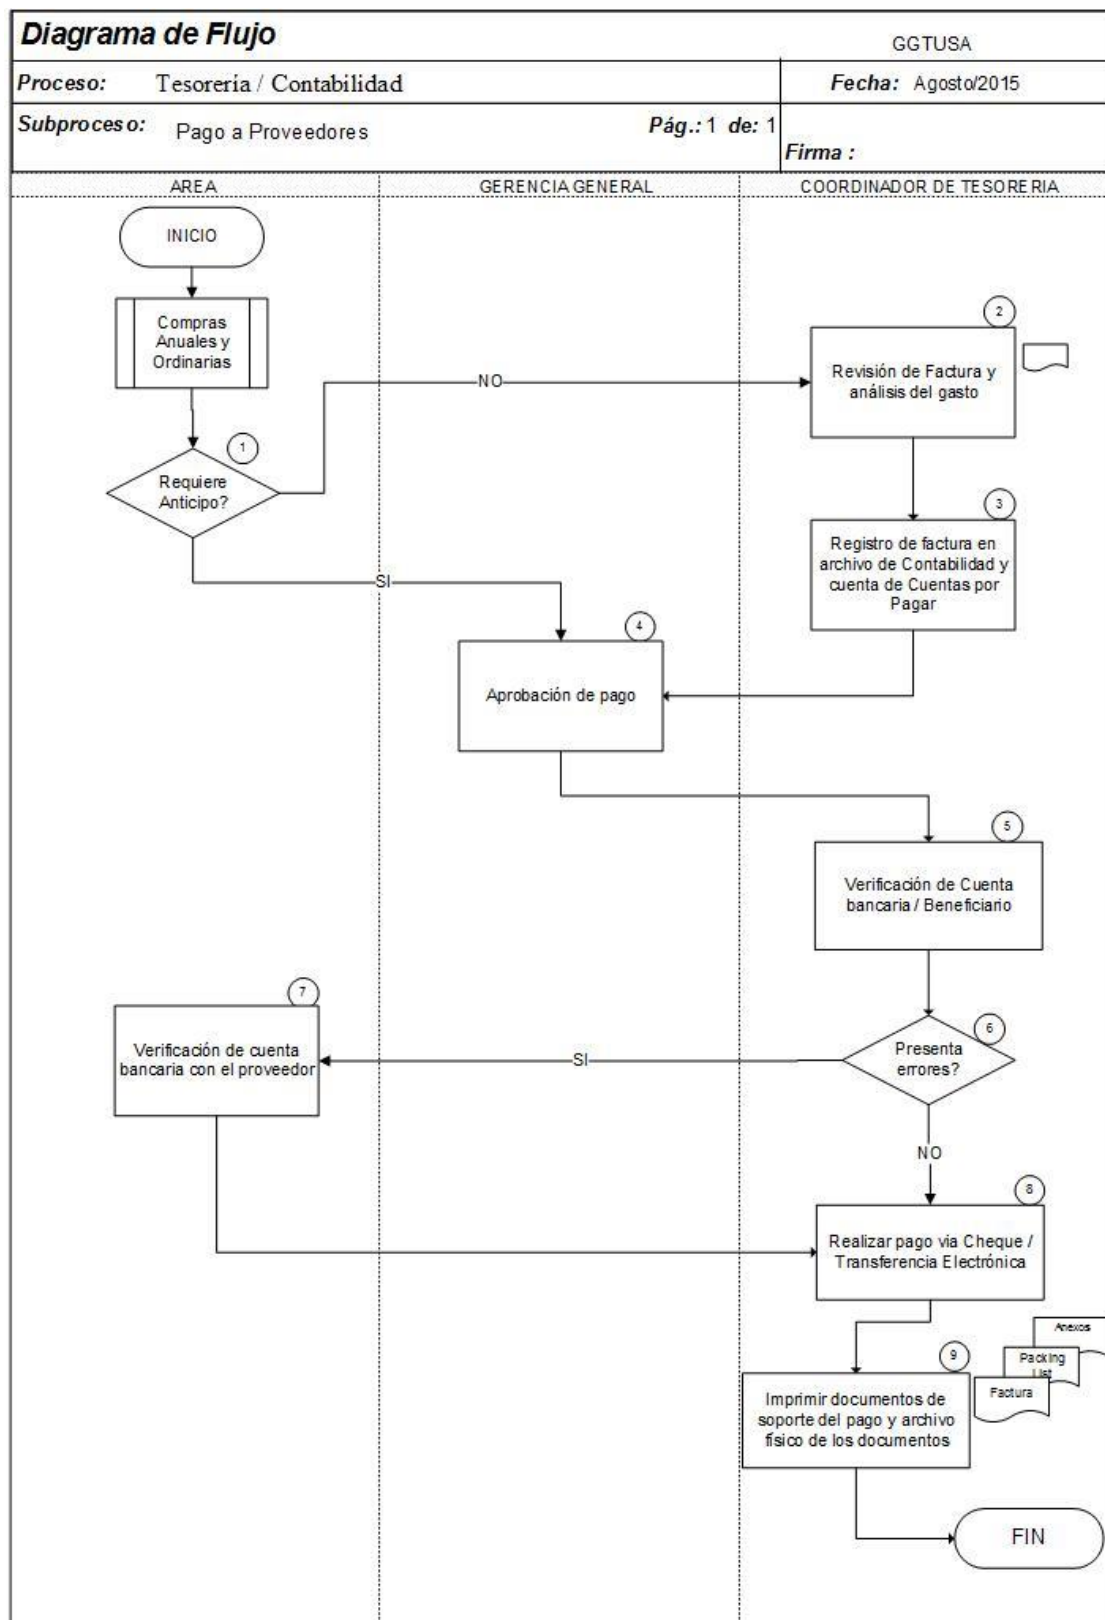 Diagrama de Flujo
GGTUSA
Proceso: Tesoreria / Contabilidad
Fecha: Agosto/2015
Subproceso: Pago a Proveedores
Pág.: 1 de: 1
Firma :
AREA
GERENCIA GENERAL
COORDINADOR DE TESORERIA
INICIO
Compras
Anuales y
Ordinarias
1
Requiere
Anticipo?
NO
2
Revisión de Factura y
análisis del gasto
3
Registro de factura en
archivo de Contabilidad y
cuenta de Cuentas por
Pagar
SI
4
Aprobación de pago
5
Verificación de Cuenta
bancaria / Beneficiario
6
Presenta
errores?
SI
7
Verificación de cuenta
bancaria con el proveedor
NO
8
Realizar pago via Cheque /
Transferencia Electrónica
9
Imprimir documentos de
soporte del pago y archivo
físico de los documentos
Anexos
Packing
List
Factura
FIN